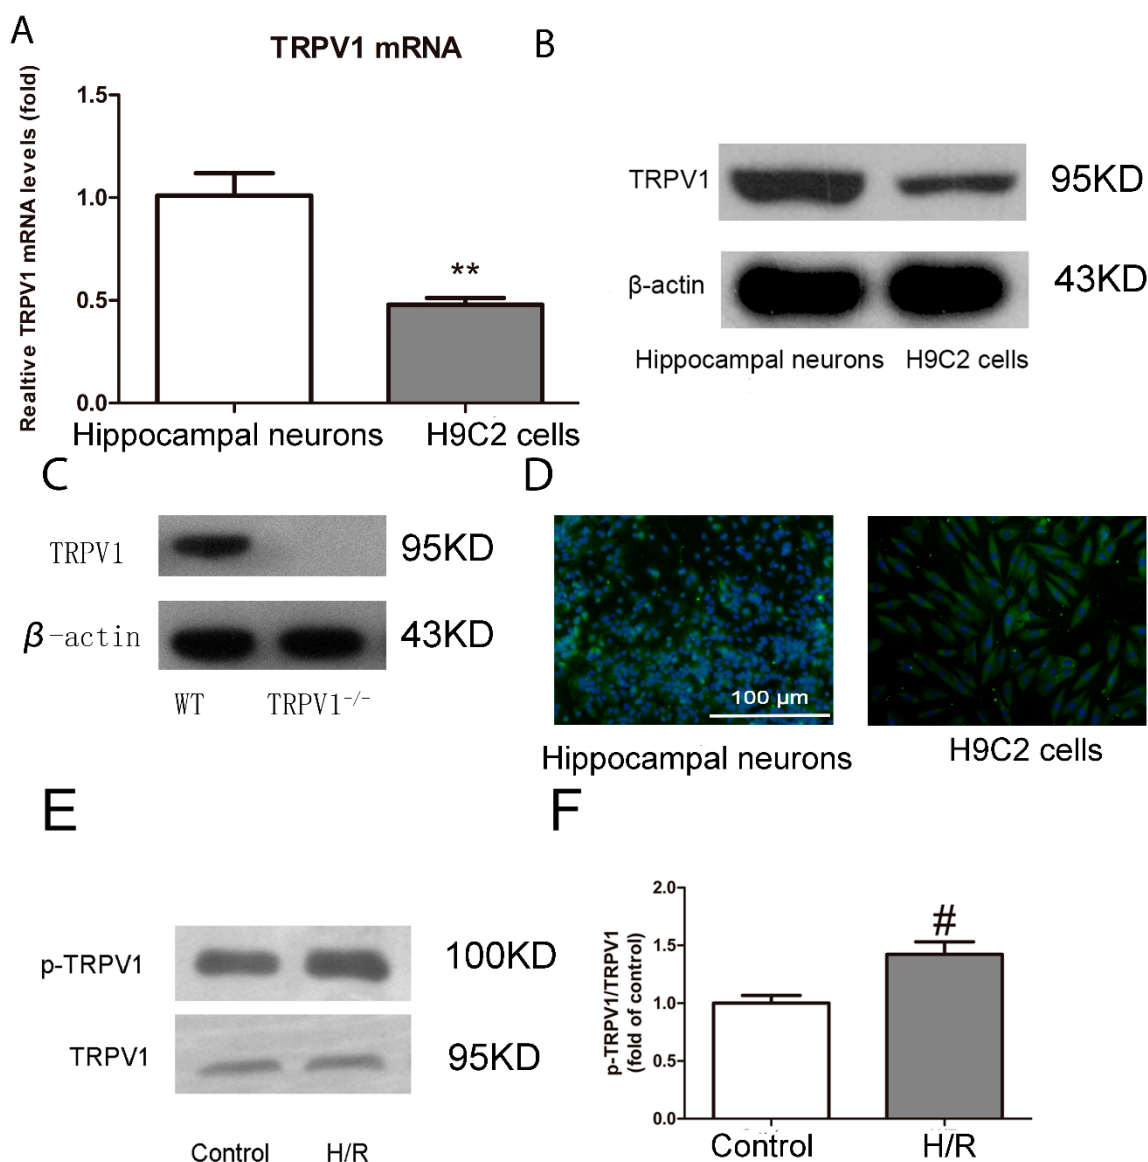 A
TRPV1 mRNA
Realtive TRPV1 mRNA levels (fold)
1.5
1.0
0.5
0.0
**
Hippocampal neurons H9C2 cells
B
TRPV1 95KD
β-actin 43KD
Hippocampal neurons H9C2 cells
C
TRPV1 95KD
β-actin 43KD
WT TRPV1⁻/⁻
D
100 μm
Hippocampal neurons H9C2 cells
E
p-TRPV1 100KD
TRPV1 95KD
Control H/R
F
p-TRPV1/TRPV1
(fold of control)
2.0
1.5
1.0
0.5
0.0
#
Control H/R